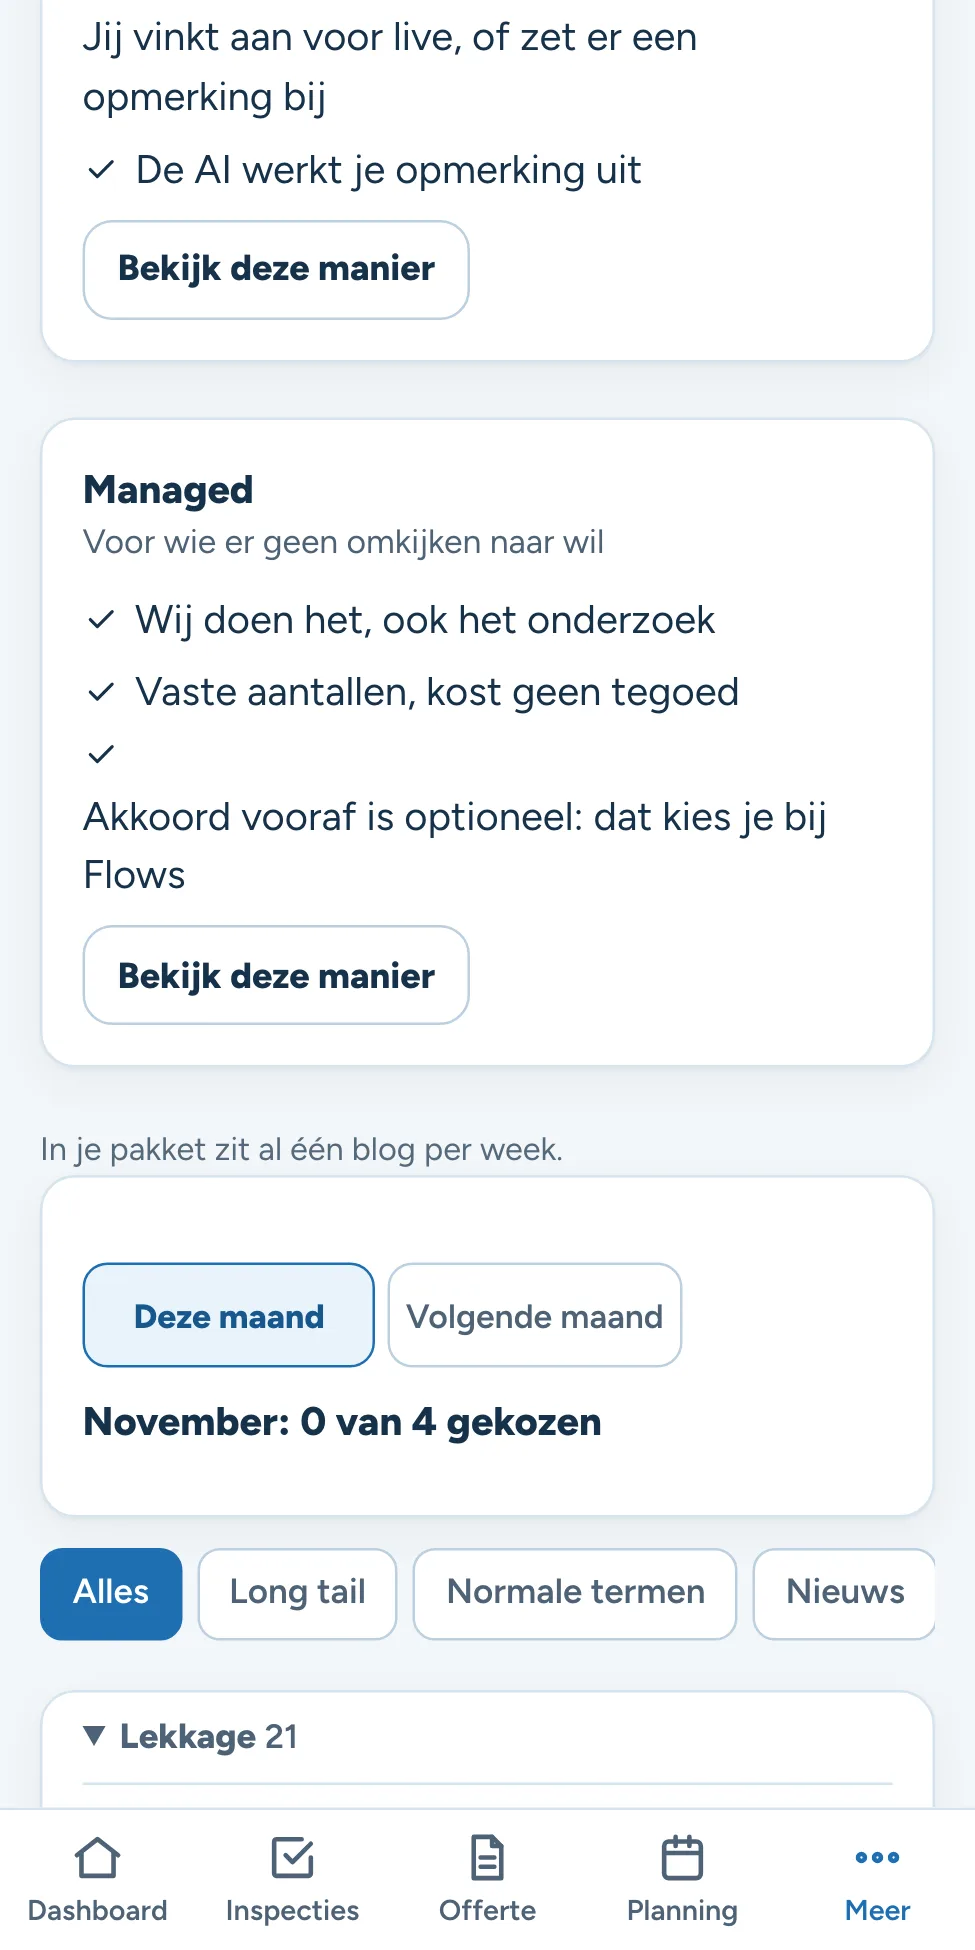 Jij vinkt aan voor live, of zet er een
opmerking bij
✓ De AI werkt je opmerking uit
Bekijk deze manier
Managed
Voor wie er geen omkijken naar wil
✓ Wij doen het, ook het onderzoek
✓ Vaste aantallen, kost geen tegoed
✓
Akkoord vooraf is optioneel: dat kies je bij
Flows
Bekijk deze manier
In je pakket zit al één blog per week.
Deze maand
Volgende maand
November: 0 van 4 gekozen
Alles
Long tail
Normale termen
Nieuws
▼ Lekkage 21
Dashboard
Inspecties
Offerte
Planning
Meer